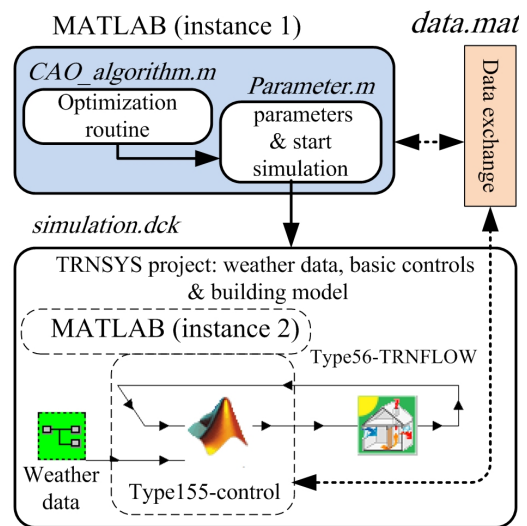 MATLAB (instance 1)
data.mat
CAO_algorithm.m
Parameter.m
Optimization
routine
parameters
& start
simulation
Data exchange
simulation.dck
TRNSYS project: weather data, basic controls
& building model
MATLAB (instance 2)
Type56-TRNFLOW
Weather
data
Type155-control